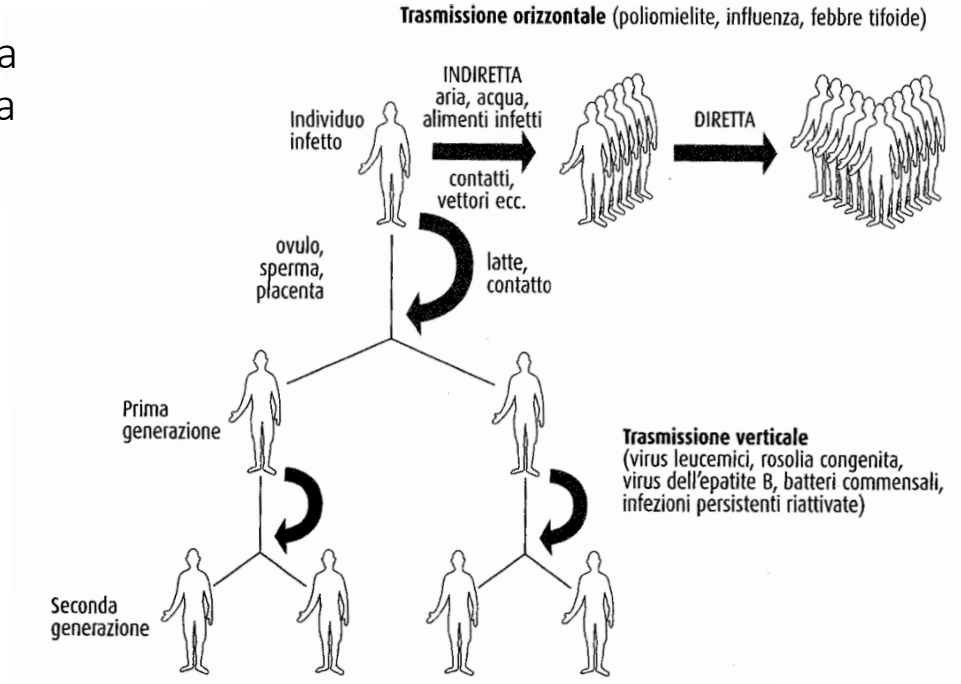 Trasmissione orizzontale (poliomielite, influenza, febbre tifoide)
a
a
Individuo
infetto
INDIRETTA
aria, acqua,
alimenti infetti
contatti,
vettori ecc.
DIRETTA
ovulo,
sperma,
placenta
latte,
contatto
Prima
generazione
Trasmissione verticale
(virus leucemici, rosolia congenita,
virus dell'epatite B, batteri commensali,
infezioni persistenti riattivate)
Seconda
generazione